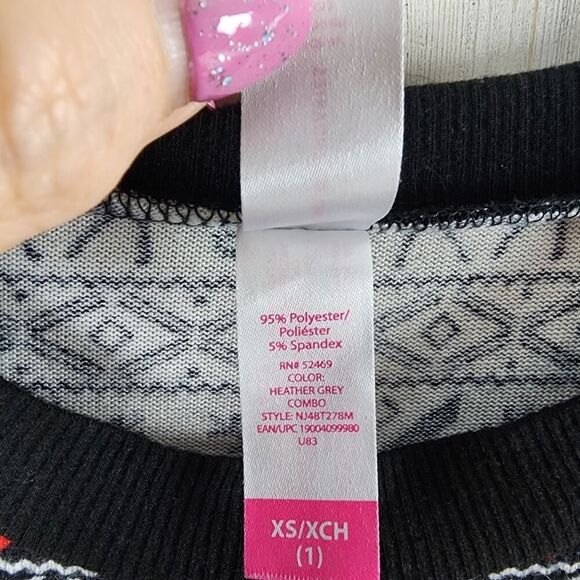 95% Polyester/
Poliéster
5% Spandex
RN# 52469
COLOR:
HEATHER GREY
COMBO
STYLE: NJ48T278M
EAN/UPC 19004099980
U83
XS/XCH
(1)